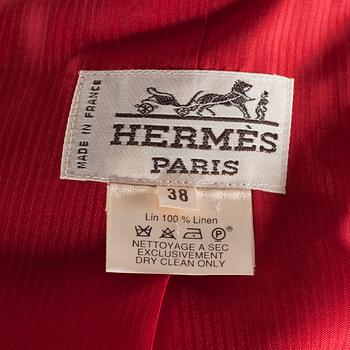 MADE IN FRANCE
HERMÈS
PARIS
38
Lin 100 % Linen
P
NETTOYAGE A SEC
EXCLUSIVEMENT
DRY CLEAN ONLY